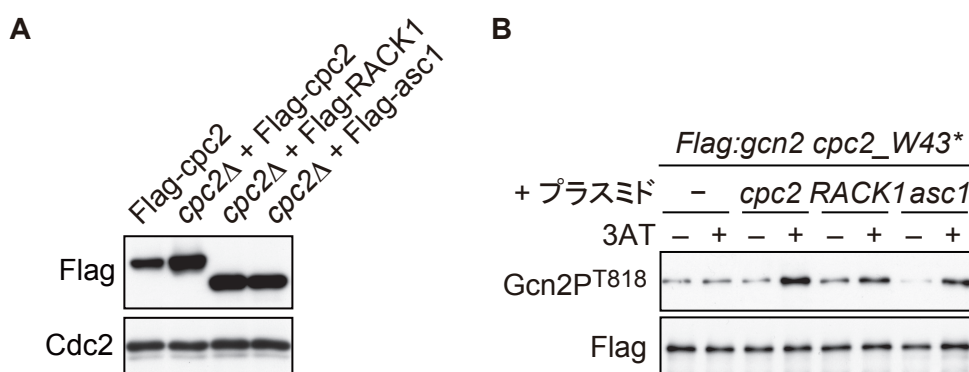 A
Flag-cpc2
cpc2Δ + Flag-cpc2
cpc2Δ + Flag-RACK1
cpc2Δ + Flag-asc1
Flag
Cdc2
B
Flag:gcn2 cpc2_W43*
+ プラスミド – cpc2 RACK1 asc1
3AT – + – + – + – +
Gcn2P^T818
Flag